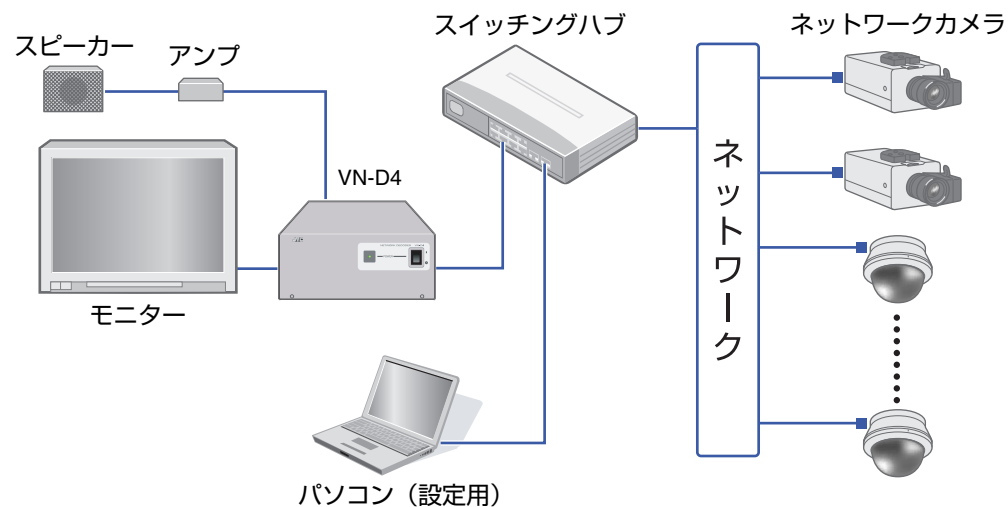 スピーカー
アンプ
スイッチングハブ
ネットワークカメラ
VN-D4
ネットワーク
モニター
パソコン（設定用）